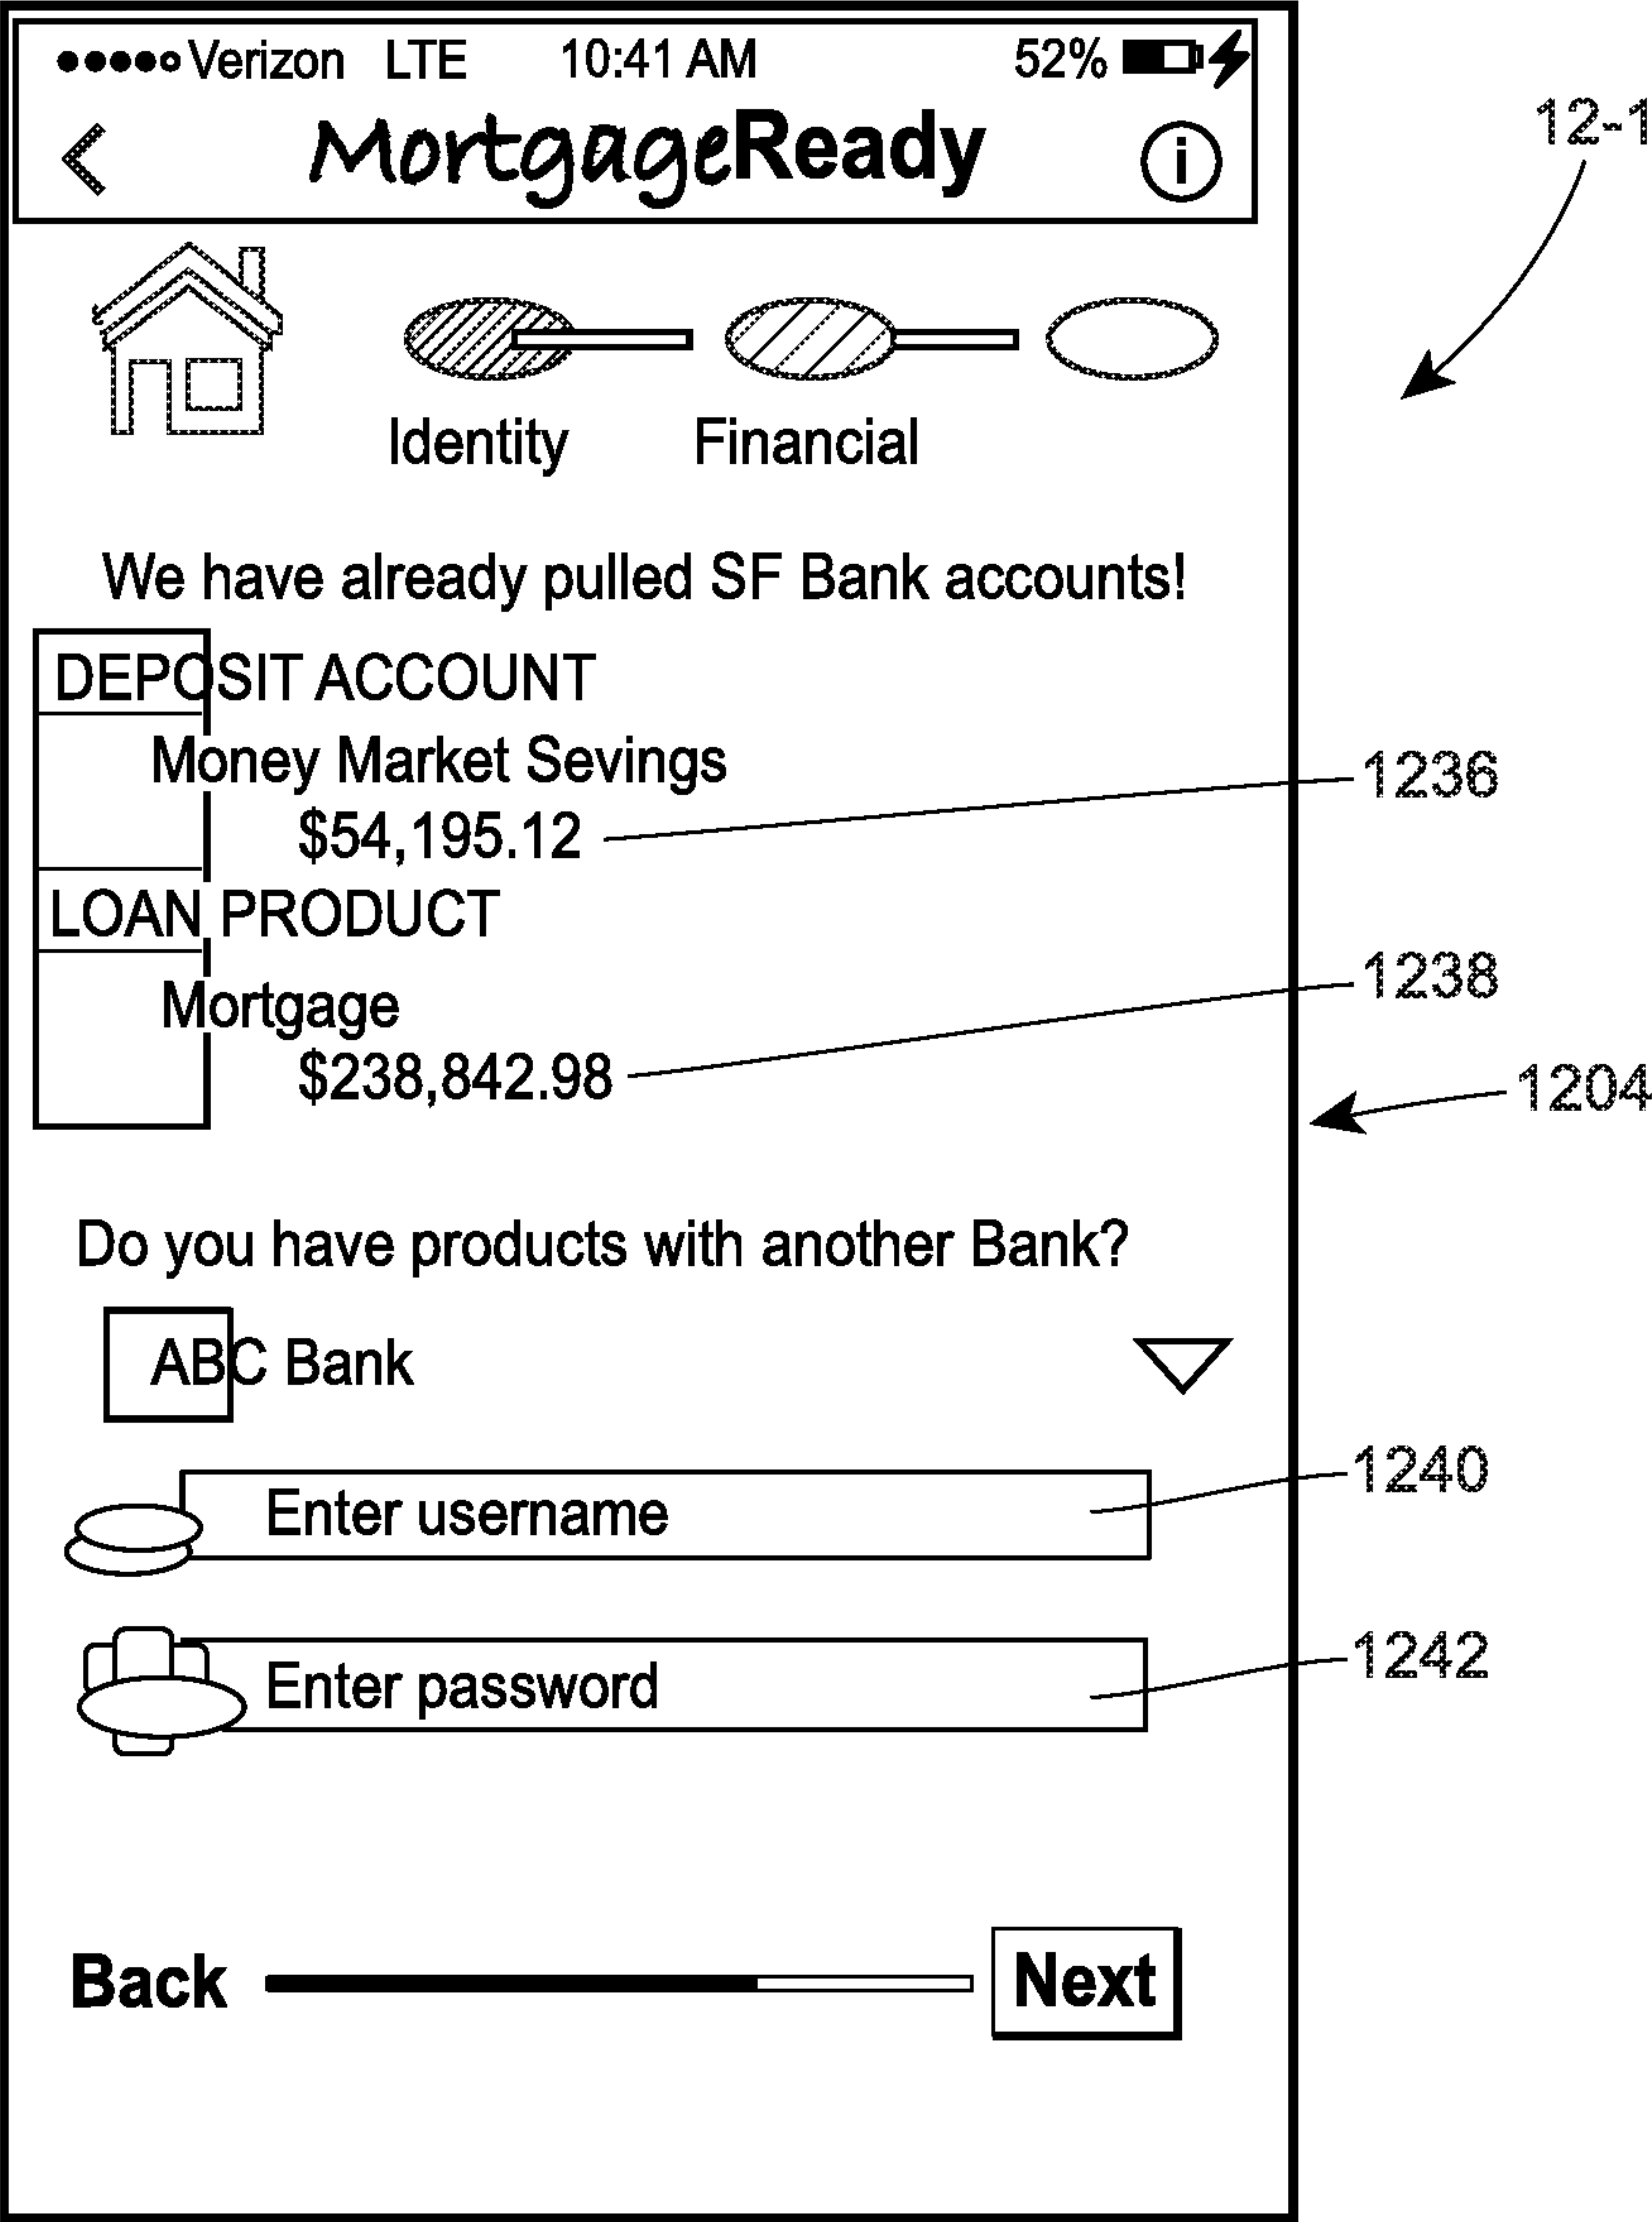 Verizon LTE 10:41 AM 52%
12-1
< MortgageReady i
Identity Financial
We have already pulled SF Bank accounts!
DEPOSIT ACCOUNT
Money Market Sevings
1236
$54,195.12
LOAN PRODUCT
1238
Mortgage
$238,842.98
1204
Do you have products with another Bank?
ABC Bank
1240
Enter username
1242
Enter password
Back Next